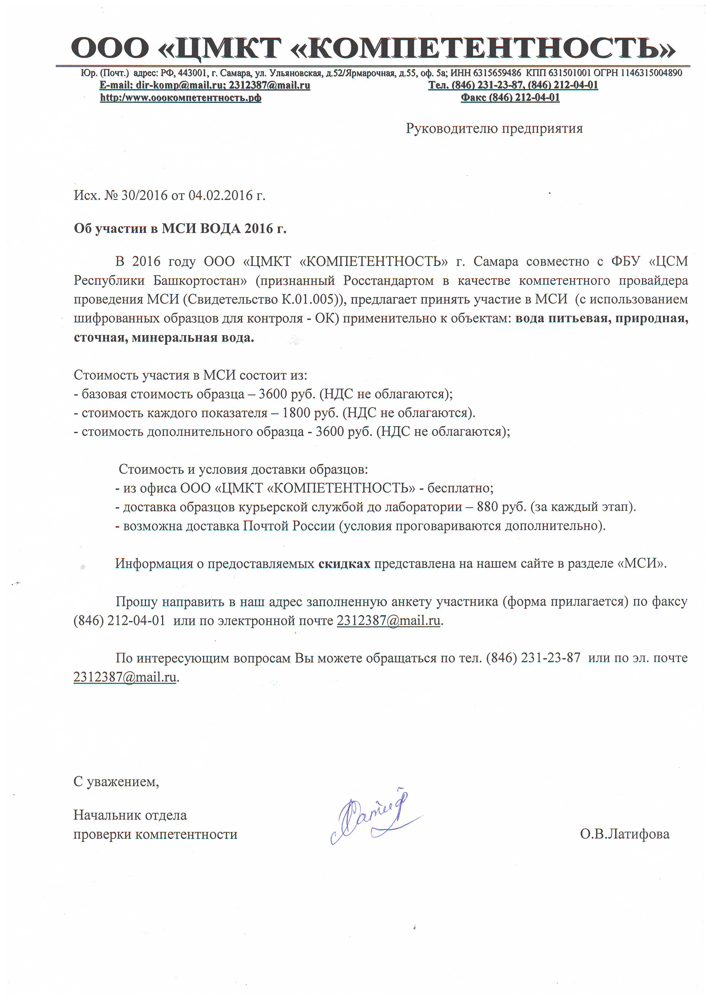 ООО «ЦМКТ «КОМПЕТЕНТНОСТЬ»
Юр. (Почт.) адрес: РФ, 443001, г. Самара, ул. Ульяновская, д.52/Ярмарочная, д.55, оф. 5а; ИНН 6315659486 КПП 631501001 ОГРН 1146315004890
E-mail: dir-komp@mail.ru; 2312387@mail.ru Тел. (846) 231-23-87, (846) 212-04-01
http:/www.ооокомпетентность.рф Факс (846) 212-04-01
Руководителю предприятия
Исх. № 30/2016 от 04.02.2016 г.
Об участии в МСИ ВОДА 2016 г.
В 2016 году ООО «ЦМКТ «КОМПЕТЕНТНОСТЬ» г. Самара совместно с ФБУ «ЦСМ
Республики Башкортостан» (признанный Росстандартом в качестве компетентного провайдера
проведения МСИ (Свидетельство К.01.005)), предлагает принять участие в МСИ (с использованием
шифрованных образцов для контроля - ОК) применительно к объектам: вода питьевая, природная,
сточная, минеральная вода.
Стоимость участия в МСИ состоит из:
- базовая стоимость образца – 3600 руб. (НДС не облагаются);
- стоимость каждого показателя – 1800 руб. (НДС не облагаются).
- стоимость дополнительного образца - 3600 руб. (НДС не облагаются);
Стоимость и условия доставки образцов:
- из офиса ООО «ЦМКТ «КОМПЕТЕНТНОСТЬ» - бесплатно;
- доставка образцов курьерской службой до лаборатории – 880 руб. (за каждый этап).
- возможна доставка Почтой России (условия проговариваются дополнительно).
Информация о предоставляемых скидках представлена на нашем сайте в разделе «МСИ».
Прошу направить в наш адрес заполненную анкету участника (форма прилагается) по факсу
(846) 212-04-01 или по электронной почте 2312387@mail.ru.
По интересующим вопросам Вы можете обращаться по тел. (846) 231-23-87 или по эл. почте
2312387@mail.ru.
С уважением,
Начальник отдела
проверки компетентности О.В.Латифова